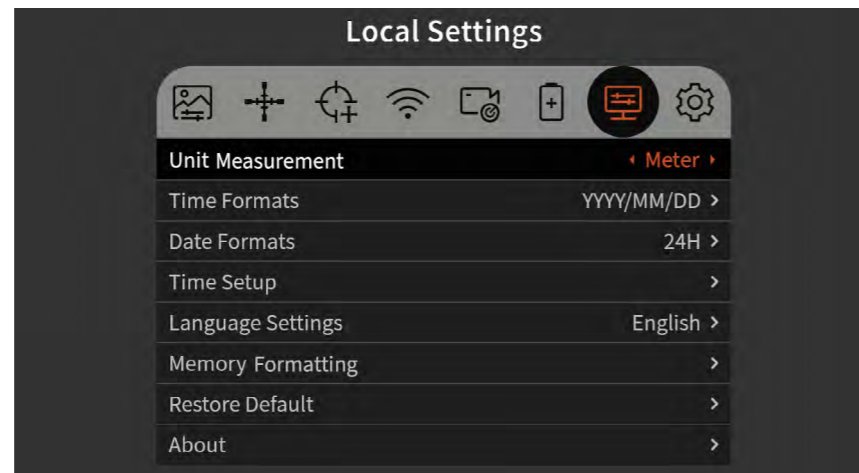 Local Settings
Unit Measurement Meter
Time Formats YYYY/MM/DD >
Date Formats 24H >
Time Setup >
Language Settings English >
Memory Formatting >
Restore Default >
About >